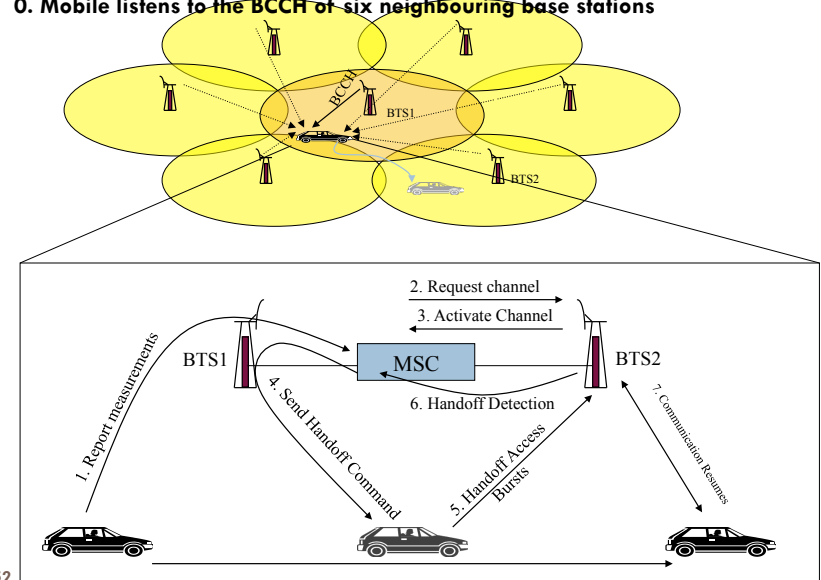 0. Mobile listens to the BCCH of six neighbouring base stations
BCCH
BTS1
BTS2
2. Request channel
3. Activate Channel
BTS1
MSC
BTS2
6. Handoff Detection
1. Report measurements
4. Send Handoff Command
5. Handoff Access
Bursts
7. Communication Resumes